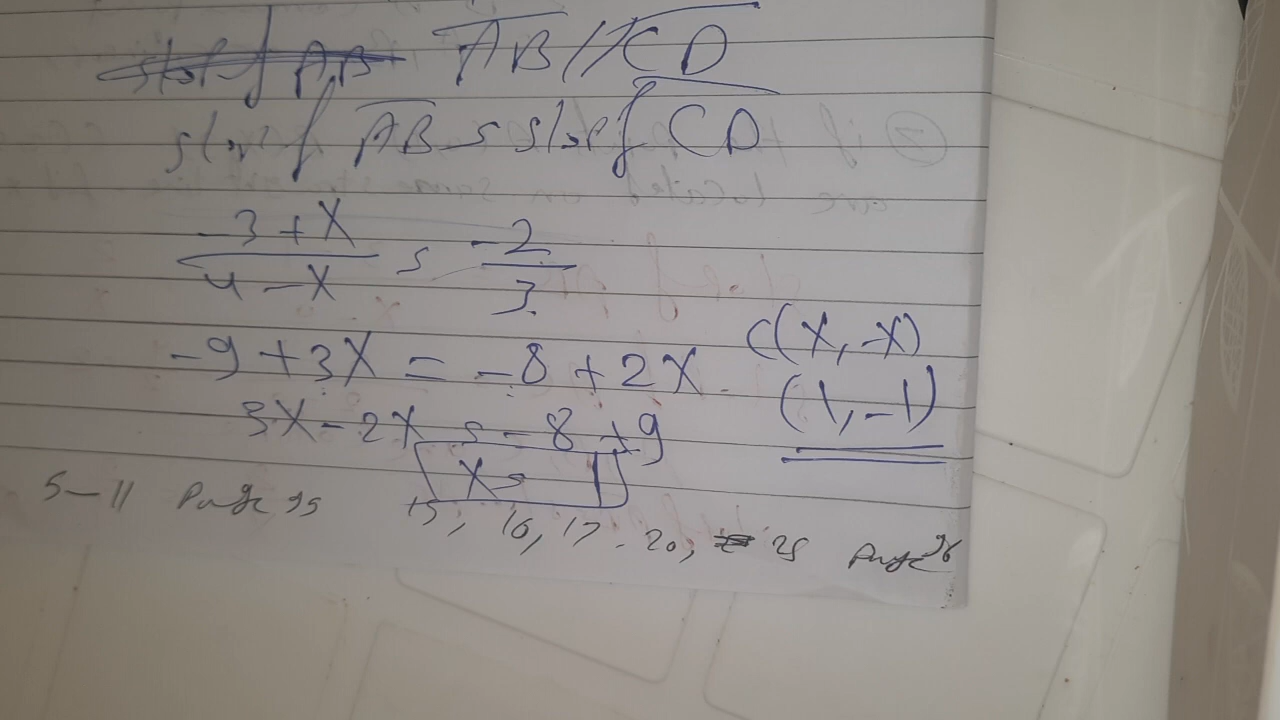 slope of AB AB // CD
slope of AB = slope of CD
-3 + X / 4 - X = -2 / 3
-9 + 3X = -8 + 2X
C(X, -X)
(1, -1)
3X - 2X = -8 + 9
X = 1
5-11 Page 95 15, 16, 17 - 20, 25 Page 96